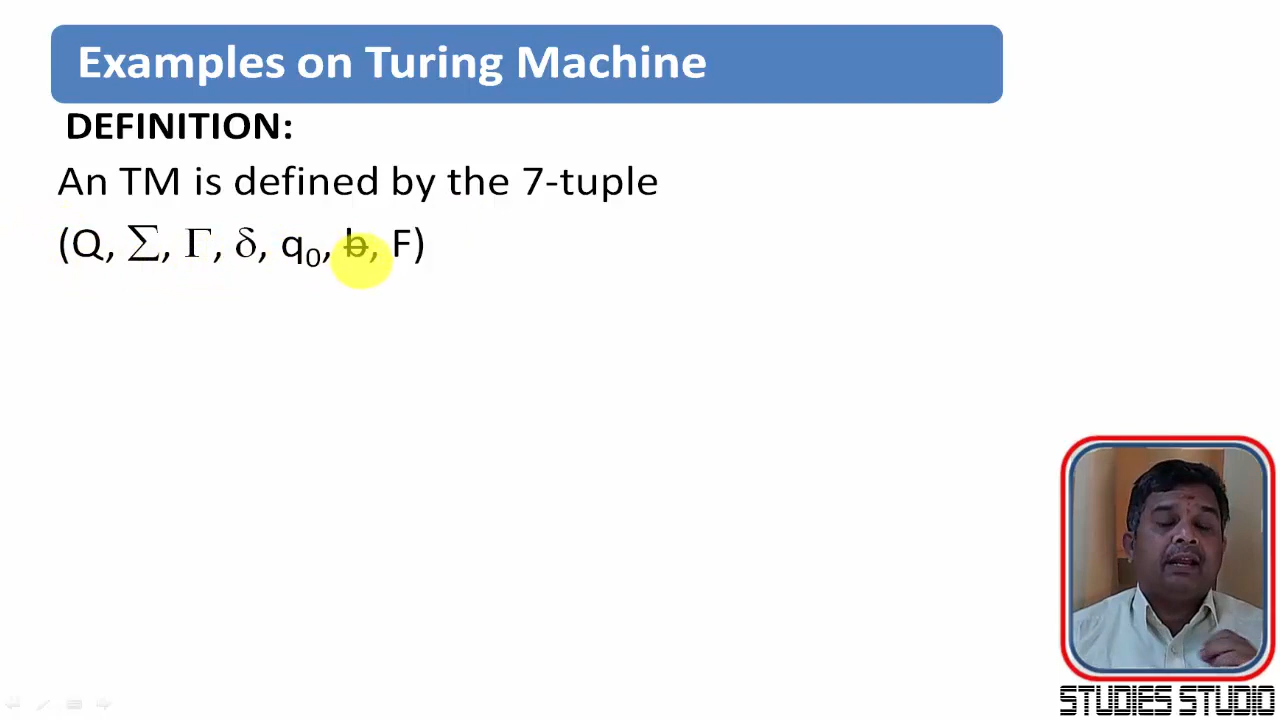 Examples on Turing Machine
DEFINITION:
An TM is defined by the 7-tuple
(Q, Σ, Γ, δ, q₀, b̶, F)
STUDIES STUDIO